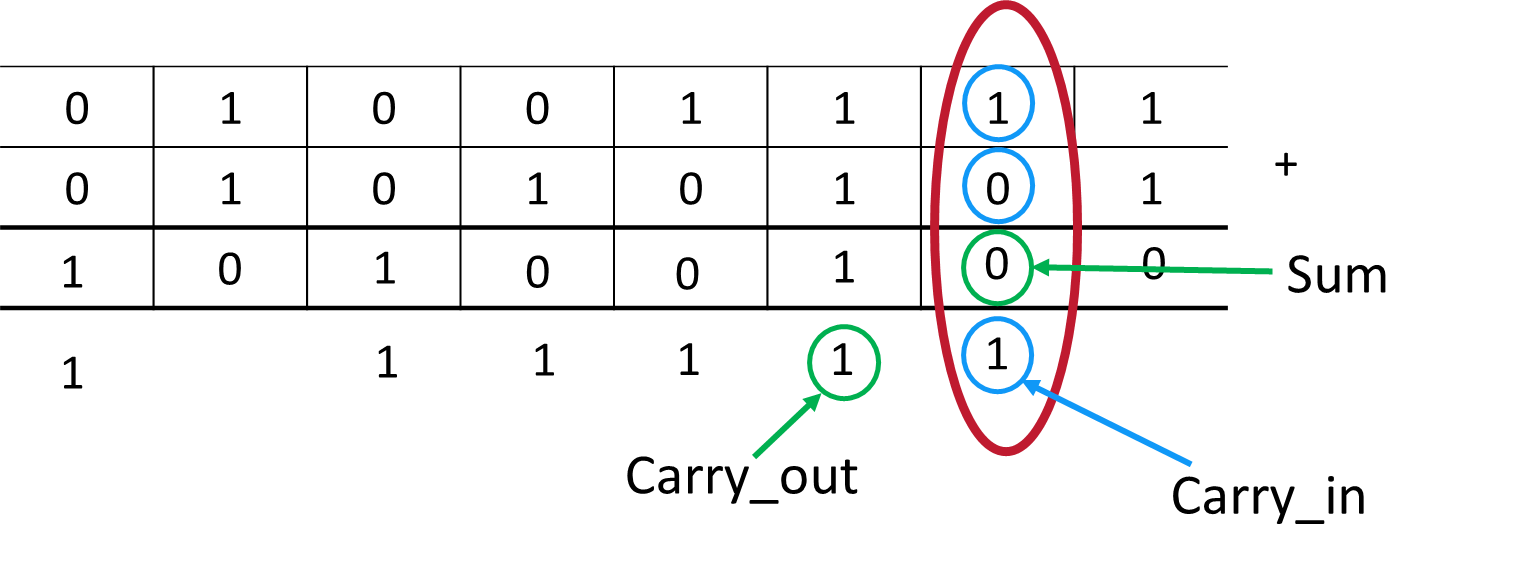 0 1 0 0 1 1 1 1
+
0 1 0 1 0 1 0 1
1 0 1 0 0 1 0 0
Sum
1 1 1 1 1 1
Carry_out
Carry_in